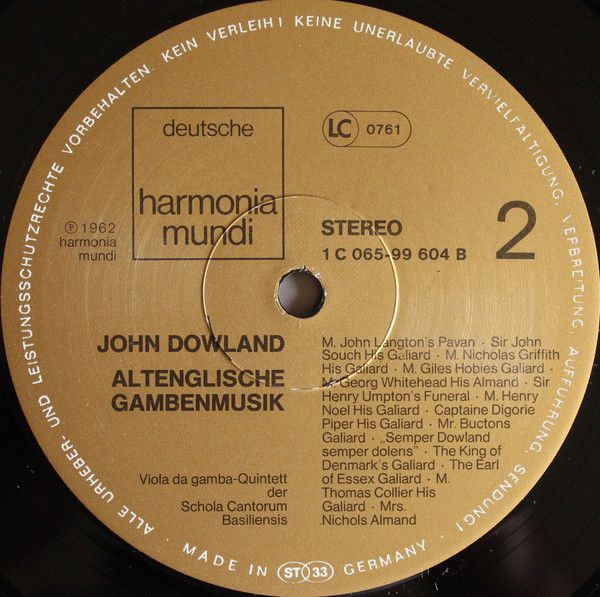 ALLE URHEBER- UND LEISTUNGSSCHUTZRECHTE VORBEHALTEN. KEIN VERLEIH! KEINE UNERLAUBTE VERVIELFÄLTIGUNG, VERBREITUNG, AUFFÜHRUNG, SENDUNG!
deutsche
harmonia
mundi
LC 0761
℗ 1962
harmonia
mundi
STEREO
1 C 065-99 604 B
2
JOHN DOWLAND
ALTENGLISCHE
GAMBENMUSIK
Viola da gamba-Quintett
der
Schola Cantorum
Basiliensis
M. John Langton's Pavan · Sir John
Souch His Galiard · M. Nicholas Griffith
His Galiard · M. Giles Hobies Galiard ·
M. Georg Whitehead His Almand · Sir
Henry Umpton's Funeral · M. Henry
Noel His Galiard · Captaine Digorie
Piper His Galiard · Mr. Buctons
Galiard · „Semper Dowland
semper dolens" · The King of
Denmark's Galiard · The Earl
of Essex Galiard · M.
Thomas Collier His
Galiard · Mrs.
Nichols Almand
· MADE IN ST 33 GERMANY ·